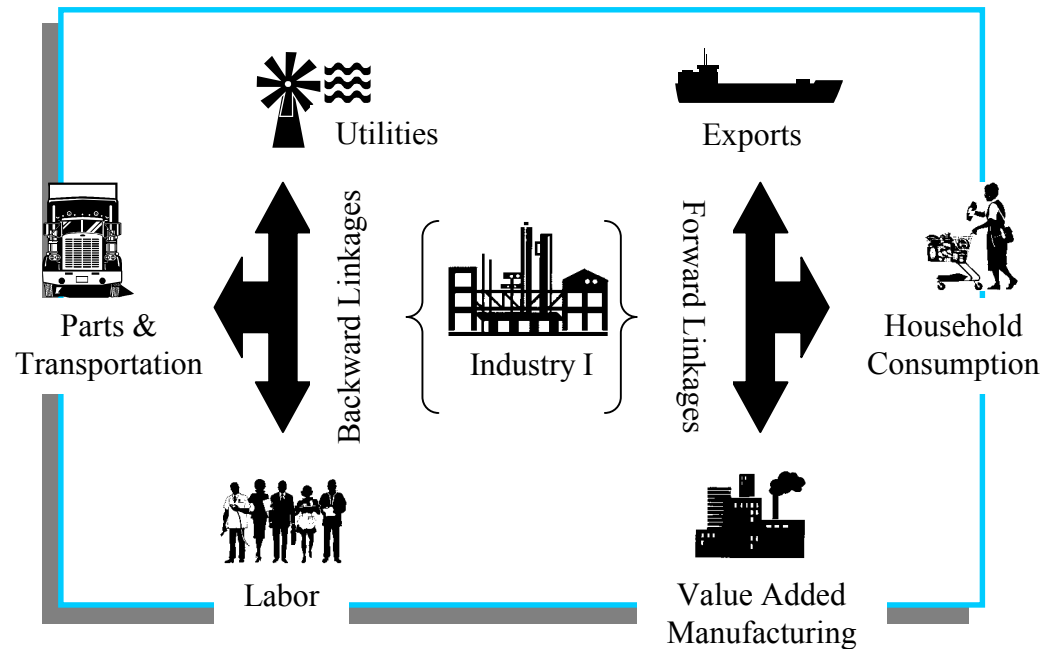 Utilities
Exports
Parts &
Transportation
Backward Linkages
Industry I
Forward Linkages
Household
Consumption
Labor
Value Added
Manufacturing